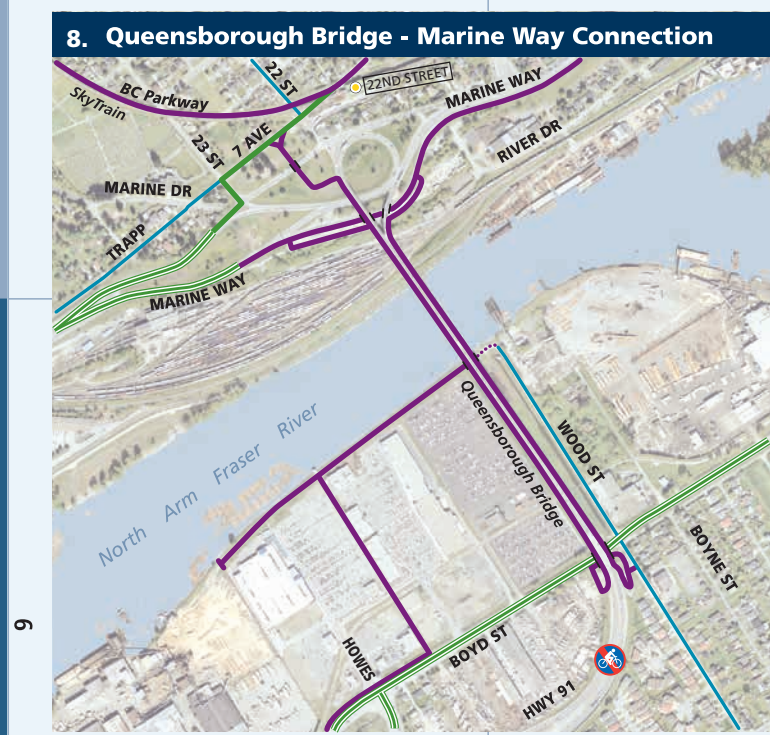 8. Queensborough Bridge - Marine Way Connection
22 ST
22ND STREET
BC Parkway
SkyTrain
MARINE WAY
7 AVE
RIVER DR
23 ST
MARINE DR
TRAPP
MARINE WAY
Queensborough Bridge
WOOD ST
North Arm Fraser River
BOYNE ST
9
HOWES
BOYD ST
HWY 91